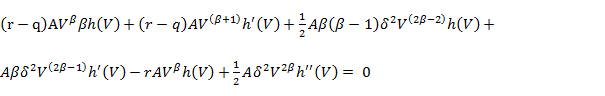 (r − q)AV^β βh(V) + (r − q)AV^(β+1) h′(V) + ½Aβ(β − 1)δ²V^(2β−2) h(V) +
Aβδ²V^(2β−1) h′(V) − rAV^β h(V) + ½Aδ²V^2β h′′(V) = 0